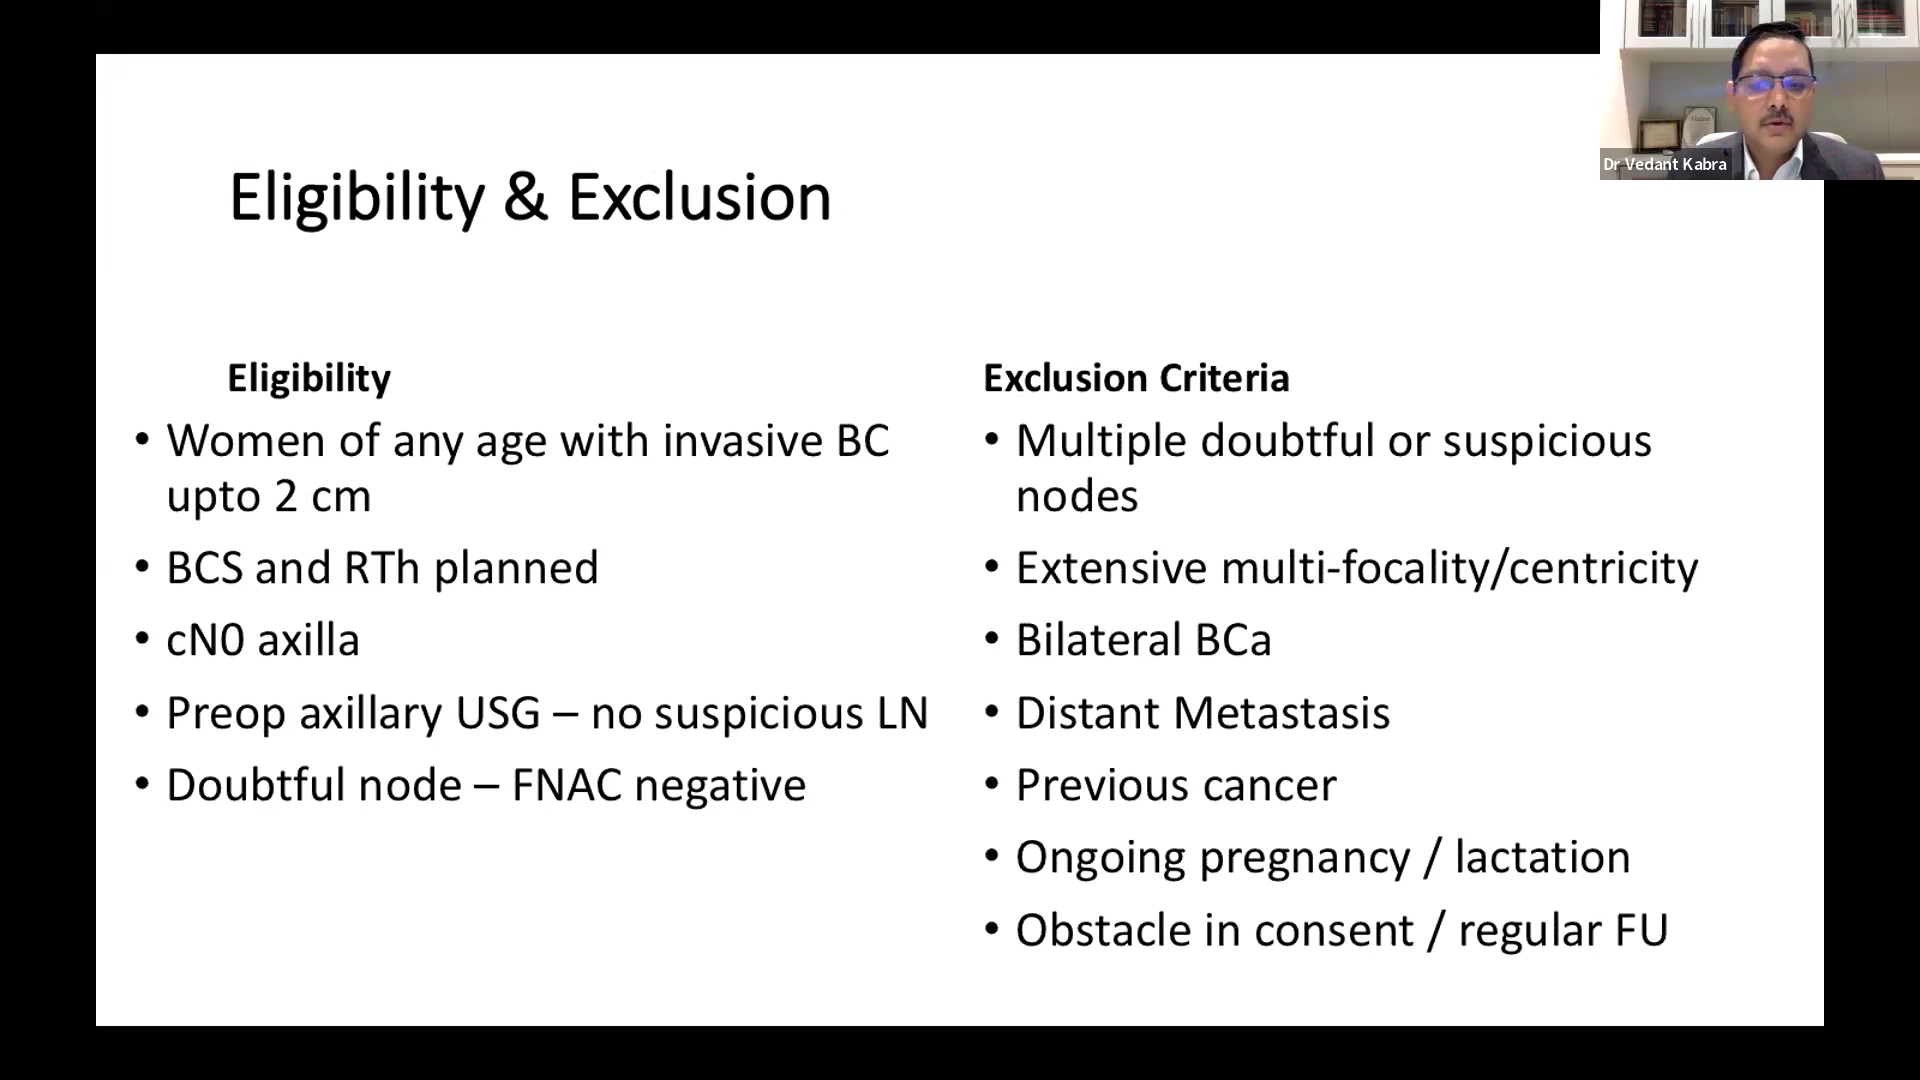 Dr Vedant Kabra
Eligibility & Exclusion
Eligibility
• Women of any age with invasive BC
upto 2 cm
• BCS and RTh planned
• cN0 axilla
• Preop axillary USG – no suspicious LN
• Doubtful node – FNAC negative
Exclusion Criteria
• Multiple doubtful or suspicious
nodes
• Extensive multi-focality/centricity
• Bilateral BCa
• Distant Metastasis
• Previous cancer
• Ongoing pregnancy / lactation
• Obstacle in consent / regular FU